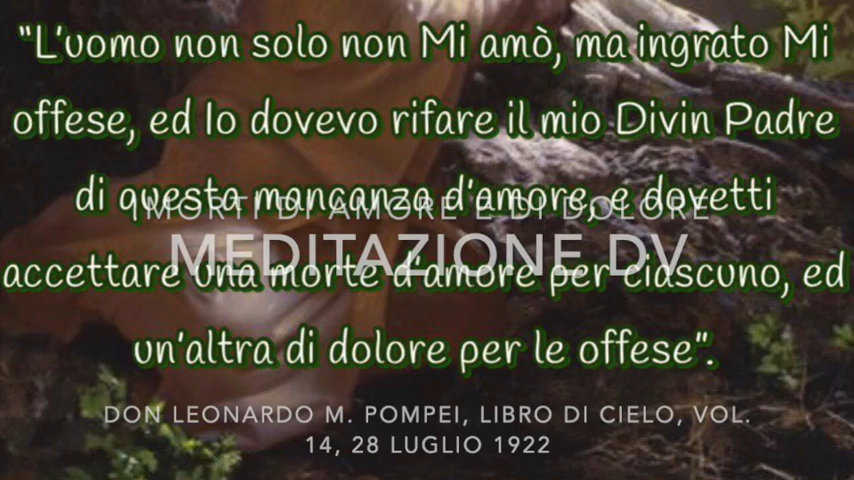 "L'uomo non solo non Mi amò, ma ingrato Mi
offese, ed Io dovevo rifare il mio Divin Padre
di questa mancanza d'amore, e dovetti
I MORTI DI AMORE E DI DOLORE
MEDITAZIONE DV
accettare una morte d'amore per ciascuno, ed
un'altra di dolore per le offese".
DON LEONARDO M. POMPEI, LIBRO DI CIELO, VOL.
14, 28 LUGLIO 1922